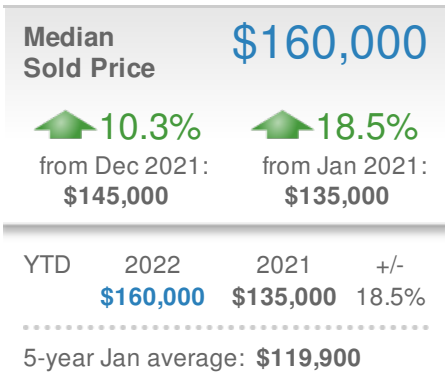 Median $160,000
Sold Price
10.3% 18.5%
from Dec 2021: from Jan 2021:
$145,000 $135,000
YTD 2022 2021 +/-
$160,000 $135,000 18.5%
5-year Jan average: $119,900